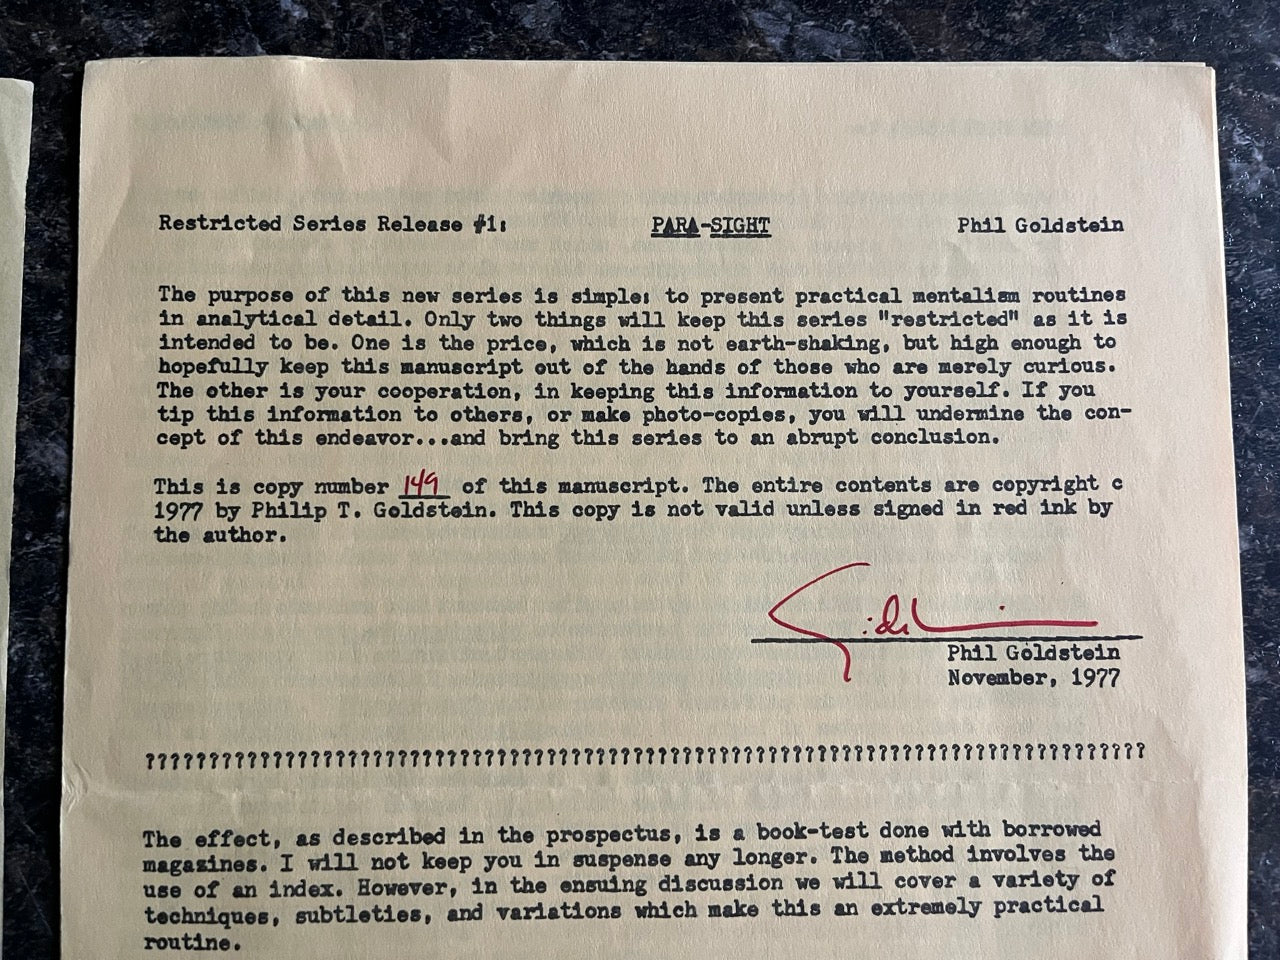 Restricted Series Release #1: PARA-SIGHT Phil Goldstein
The purpose of this new series is simple: to present practical mentalism routines
in analytical detail. Only two things will keep this series "restricted" as it is
intended to be. One is the price, which is not earth-shaking, but high enough to
hopefully keep this manuscript out of the hands of those who are merely curious.
The other is your cooperation, in keeping this information to yourself. If you
tip this information to others, or make photo-copies, you will undermine the con-
cept of this endeavor...and bring this series to an abrupt conclusion.
This is copy number 149 of this manuscript. The entire contents are copyright c
1977 by Philip T. Goldstein. This copy is not valid unless signed in red ink by
the author.
Phil Goldstein
November, 1977
???????????????????????????????????????????????????????????????????????????????????????????
The effect, as described in the prospectus, is a book-test done with borrowed
magazines. I will not keep you in suspense any longer. The method involves the
use of an index. However, in the ensuing discussion we will cover a variety of
techniques, subtleties, and variations which make this an extremely practical
routine.